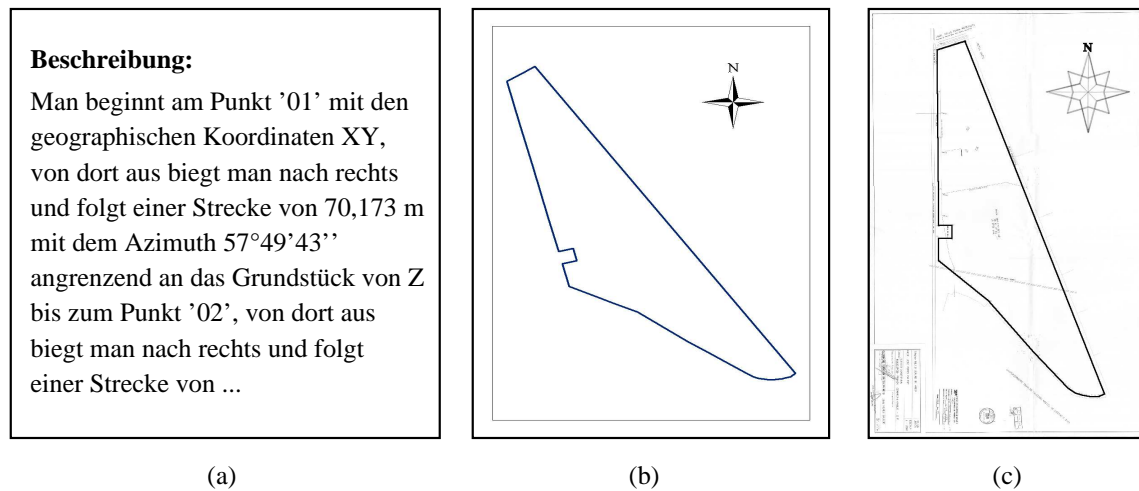 Beschreibung:
Man beginnt am Punkt ’01’ mit den
geographischen Koordinaten XY,
von dort aus biegt man nach rechts
und folgt einer Strecke von 70,173 m
mit dem Azimuth 57°49’43’’
angrenzend an das Grundstück von Z
bis zum Punkt ’02’, von dort aus
biegt man nach rechts und folgt
einer Strecke von ...
N
N
(a)
(b)
(c)